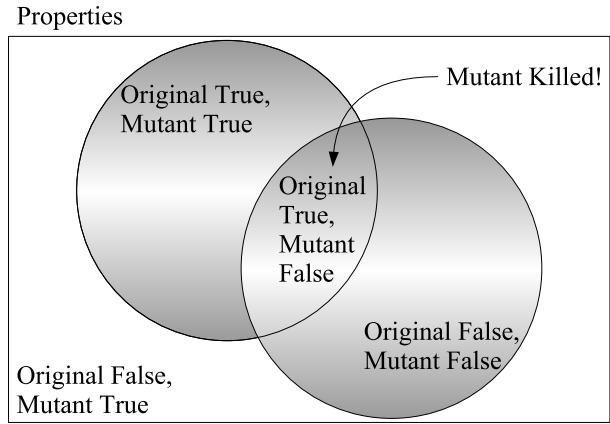 Properties
Original True,
Mutant True
Mutant Killed!
Original
True,
Mutant
False
Original False,
Mutant False
Original False,
Mutant True